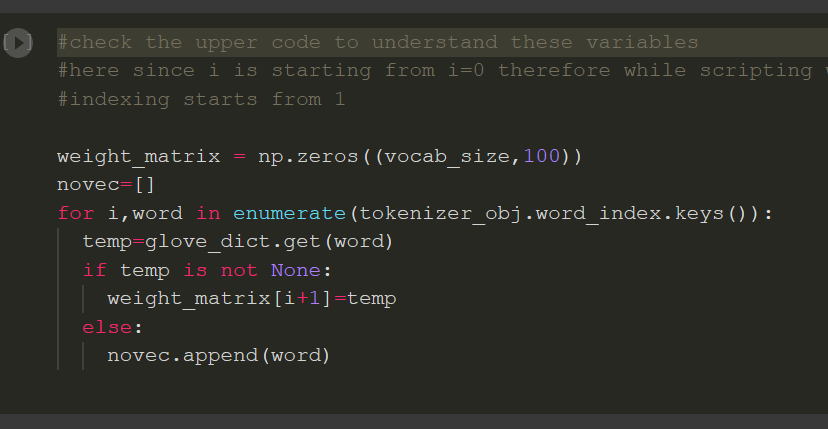 #check the upper code to understand these variables
#here since i is starting from i=0 therefore while scripting
#indexing starts from 1
weight_matrix = np.zeros((vocab_size,100))
novec=[]
for i,word in enumerate(tokenizer_obj.word_index.keys()):
temp=glove_dict.get(word)
if temp is not None:
weight_matrix[i+1]=temp
else:
novec.append(word)